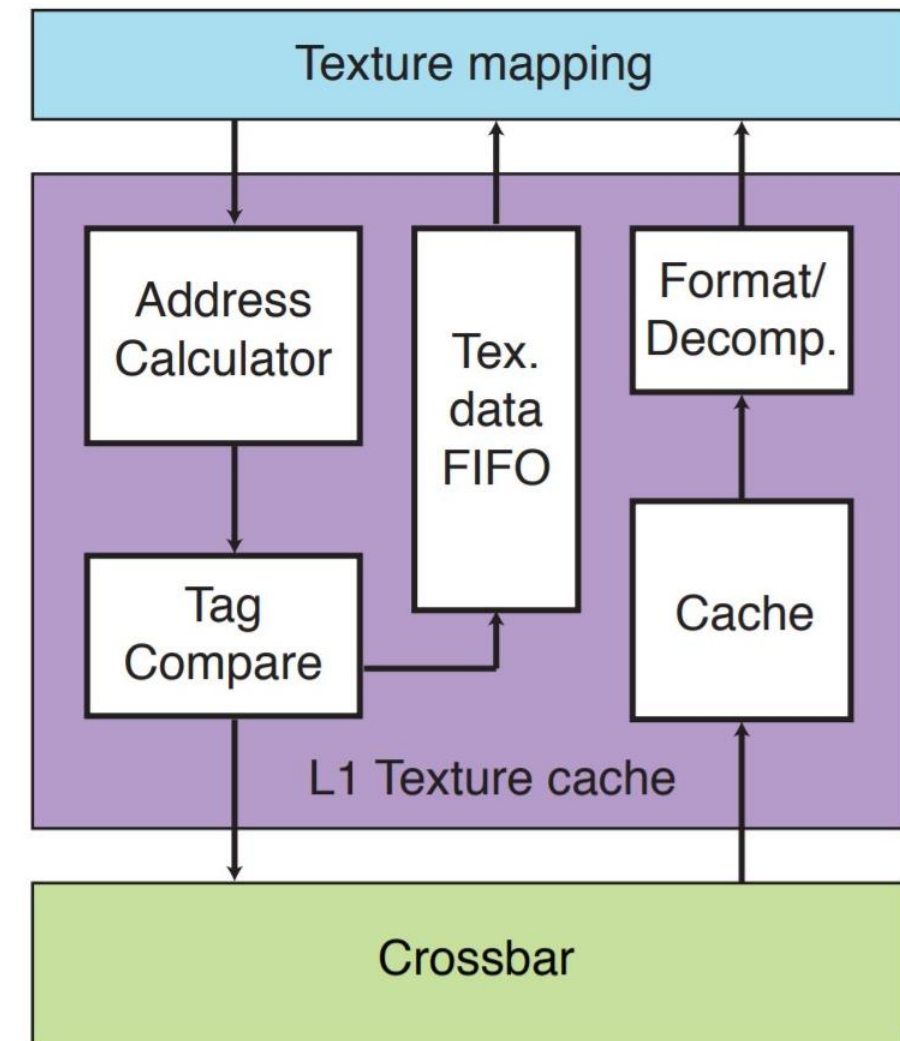 Texture mapping
Address
Calculator
Tex.
data
FIFO
Format/
Decomp.
Tag
Compare
Cache
L1 Texture cache
Crossbar